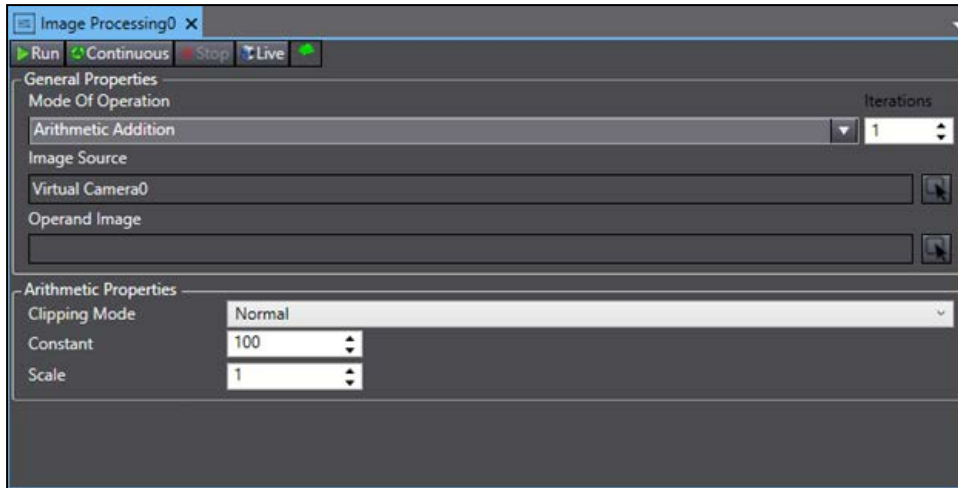 Image Processing0
Run Continuous Stop Live
General Properties
Mode Of Operation Iterations
Arithmetic Addition 1
Image Source
Virtual Camera0
Operand Image
Arithmetic Properties
Clipping Mode Normal
Constant 100
Scale 1